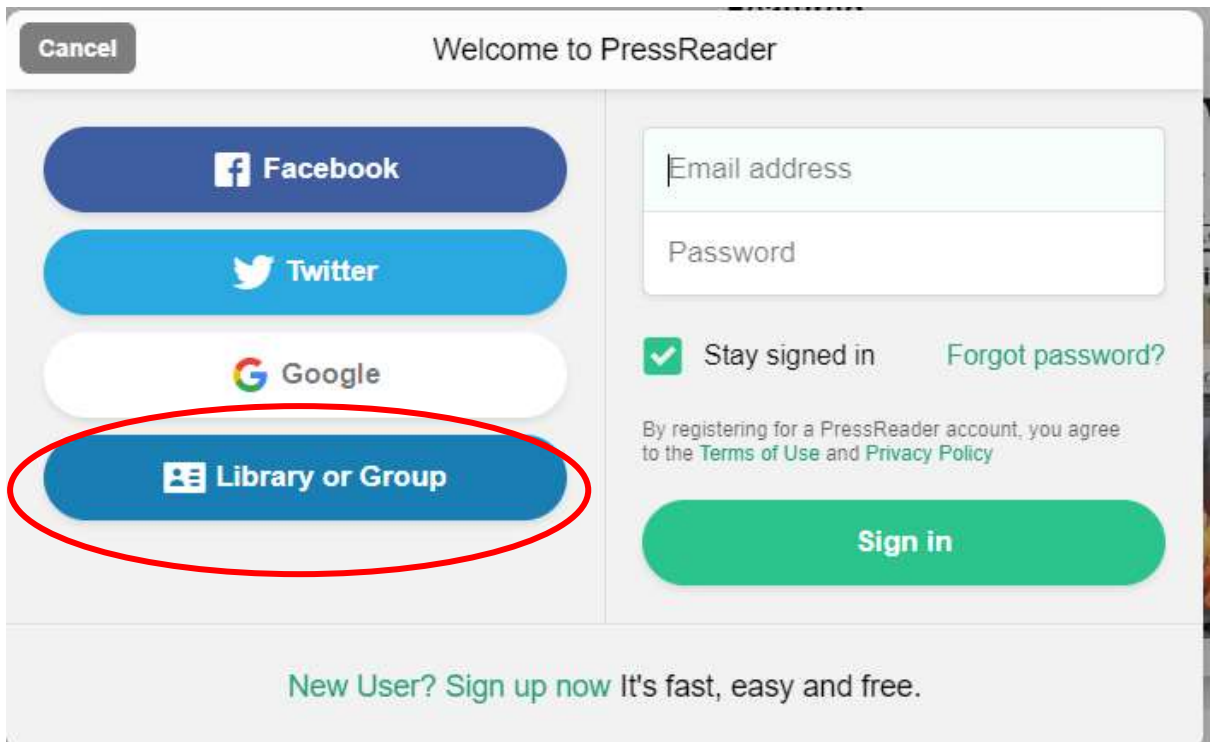 Cancel
Welcome to PressReader
Facebook
Twitter
Google
Library or Group
Email address
Password
Stay signed in
Forgot password?
By registering for a PressReader account, you agree
to the Terms of Use and Privacy Policy
Sign in
New User? Sign up now It's fast, easy and free.